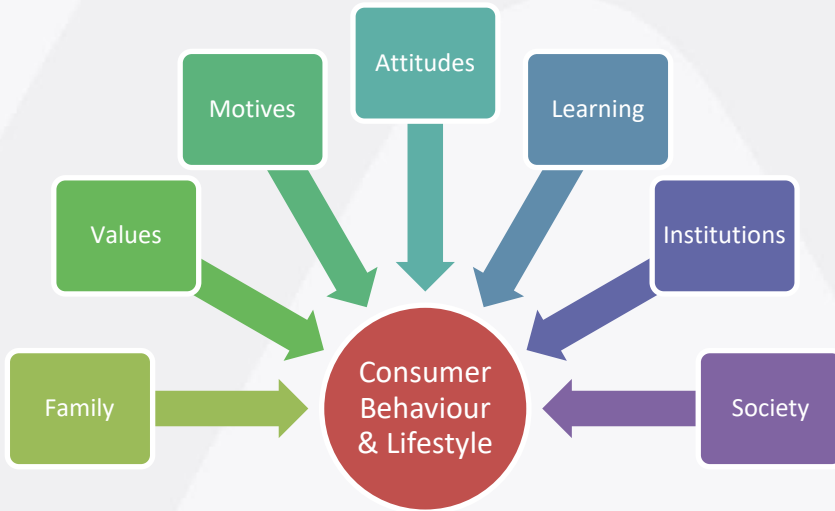 Attitudes
Motives
Learning
Values
Institutions
Family
Consumer
Behaviour
& Lifestyle
Society